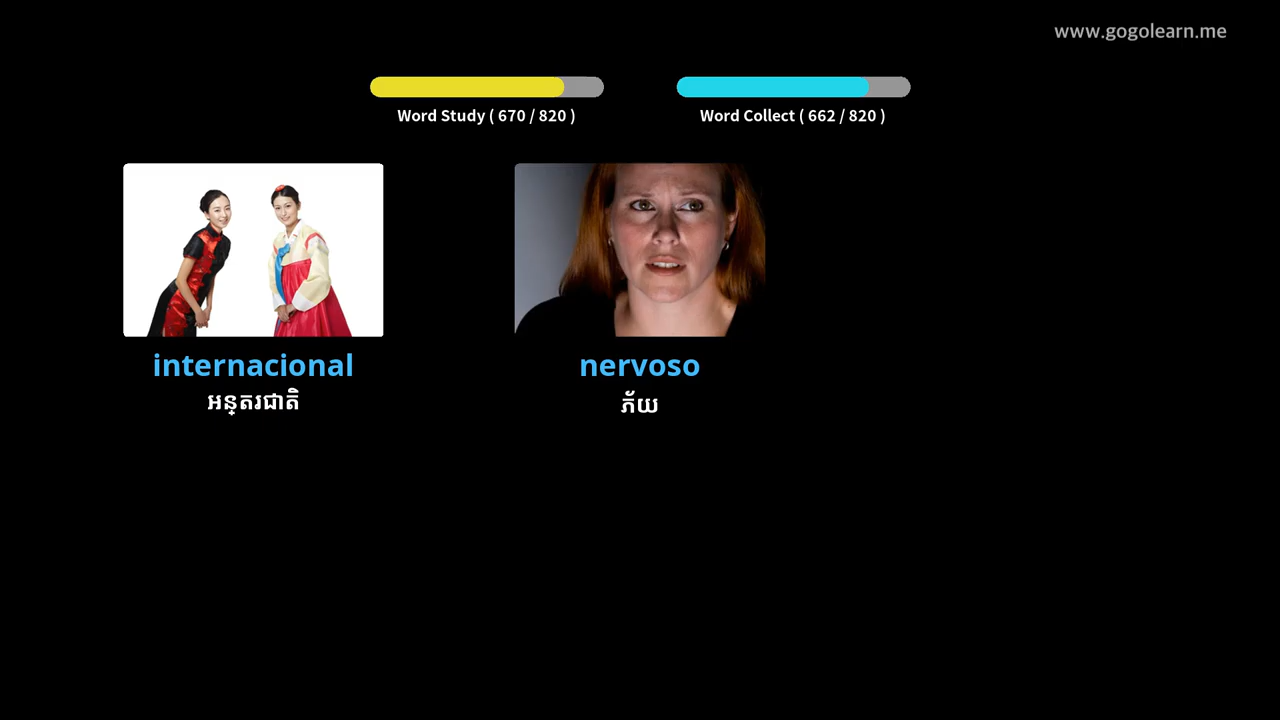 www.gogolearn.me
Word Study ( 670 / 820 )
Word Collect ( 662 / 820 )
internacional
អន្តរជាតិ
nervoso
ភ័យ